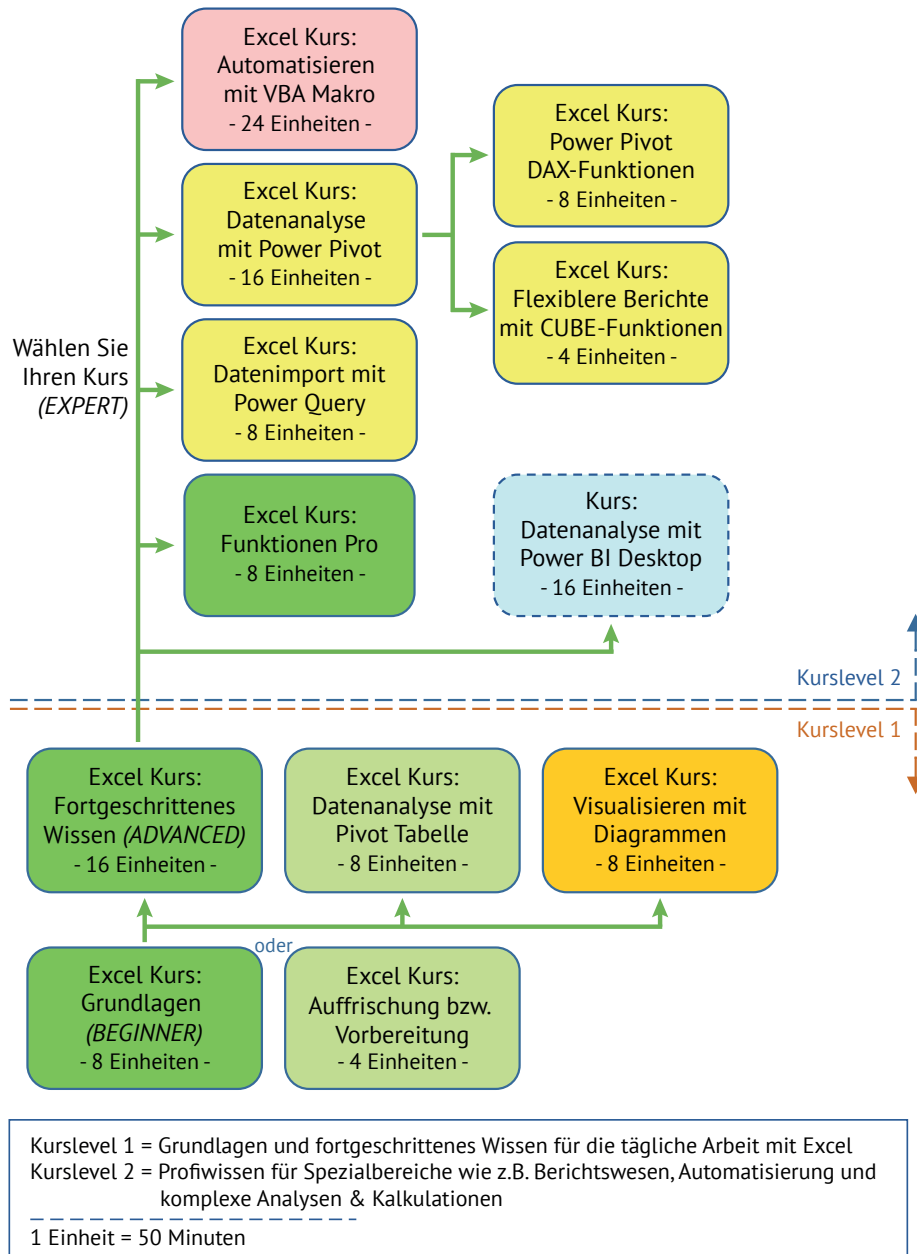 Excel Kurs:
Automatisieren
mit VBA Makro
- 24 Einheiten -
Excel Kurs:
Power Pivot
DAX-Funktionen
- 8 Einheiten -
Excel Kurs:
Datenanalyse
mit Power Pivot
- 16 Einheiten -
Excel Kurs:
Flexiblere Berichte
mit CUBE-Funktionen
- 4 Einheiten -
Wählen Sie
Ihren Kurs
(EXPERT)
Excel Kurs:
Datenimport mit
Power Query
- 8 Einheiten -
Excel Kurs:
Funktionen Pro
- 8 Einheiten -
Kurs:
Datenanalyse mit
Power BI Desktop
- 16 Einheiten -
Kurslevel 2
Kurslevel 1
Excel Kurs:
Fortgeschrittenes
Wissen (ADVANCED)
- 16 Einheiten -
Excel Kurs:
Datenanalyse mit
Pivot Tabelle
- 8 Einheiten -
Excel Kurs:
Visualisieren mit
Diagrammen
- 8 Einheiten -
oder
Excel Kurs:
Grundlagen
(BEGINNER)
- 8 Einheiten -
Excel Kurs:
Auffrischung bzw.
Vorbereitung
- 4 Einheiten -
Kurslevel 1 = Grundlagen und fortgeschrittenes Wissen für die tägliche Arbeit mit Excel
Kurslevel 2 = Profiwissen für Spezialbereiche wie z.B. Berichtswesen, Automatisierung und
komplexe Analysen & Kalkulationen
1 Einheit = 50 Minuten